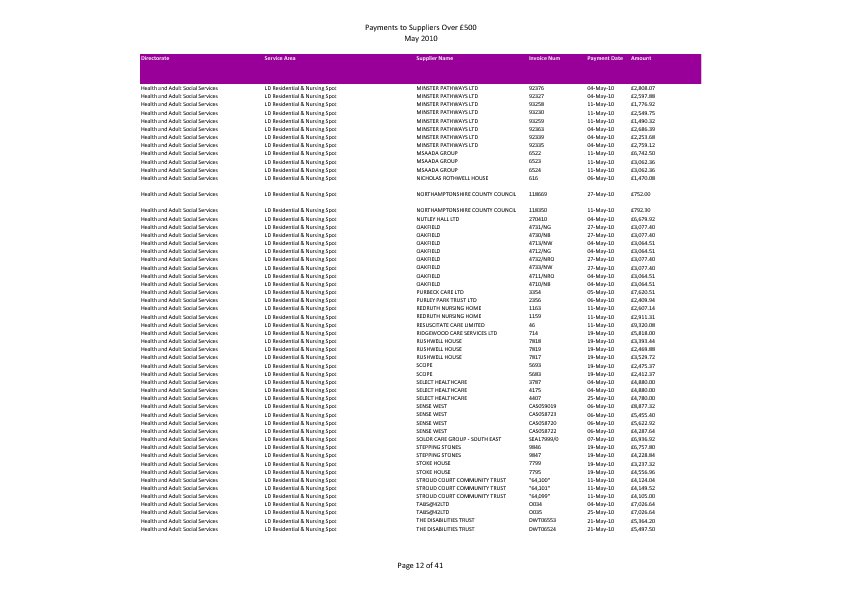 Payments to Suppliers Over £500
May 2010
Directorate Service Area Supplier Name Invoice Num Payment Date Amount
Health and Adult Social Services LD Residential & Nursing Spot MINSTER PATHWAYS LTD 92376 04-May-10 £2,808.07
Health and Adult Social Services LD Residential & Nursing Spot MINSTER PATHWAYS LTD 92327 04-May-10 £2,597.88
Health and Adult Social Services LD Residential & Nursing Spot MINSTER PATHWAYS LTD 93258 11-May-10 £1,776.92
Health and Adult Social Services LD Residential & Nursing Spot MINSTER PATHWAYS LTD 93230 11-May-10 £2,549.75
Health and Adult Social Services LD Residential & Nursing Spot MINSTER PATHWAYS LTD 93259 11-May-10 £1,490.32
Health and Adult Social Services LD Residential & Nursing Spot MINSTER PATHWAYS LTD 92363 04-May-10 £2,686.39
Health and Adult Social Services LD Residential & Nursing Spot MINSTER PATHWAYS LTD 92339 04-May-10 £2,253.68
Health and Adult Social Services LD Residential & Nursing Spot MINSTER PATHWAYS LTD 92335 04-May-10 £2,759.12
Health and Adult Social Services LD Residential & Nursing Spot MSAADA GROUP 6522 11-May-10 £6,742.50
Health and Adult Social Services LD Residential & Nursing Spot MSAADA GROUP 6523 11-May-10 £3,062.36
Health and Adult Social Services LD Residential & Nursing Spot MSAADA GROUP 6524 11-May-10 £3,062.36
Health and Adult Social Services LD Residential & Nursing Spot NICHOLAS ROTHWELL HOUSE 616 06-May-10 £1,470.08
Health and Adult Social Services LD Residential & Nursing Spot NORTHAMPTONSHIRE COUNTY COUNCIL 118669 27-May-10 £752.00
Health and Adult Social Services LD Residential & Nursing Spot NORTHAMPTONSHIRE COUNTY COUNCIL 118350 11-May-10 £792.30
Health and Adult Social Services LD Residential & Nursing Spot NUTLEY HALL LTD 270410 04-May-10 £6,679.92
Health and Adult Social Services LD Residential & Nursing Spot OAKFIELD 4731/NG 27-May-10 £3,077.40
Health and Adult Social Services LD Residential & Nursing Spot OAKFIELD 4730/NB 27-May-10 £3,077.40
Health and Adult Social Services LD Residential & Nursing Spot OAKFIELD 4713/NW 04-May-10 £3,064.51
Health and Adult Social Services LD Residential & Nursing Spot OAKFIELD 4712/NG 04-May-10 £3,064.51
Health and Adult Social Services LD Residential & Nursing Spot OAKFIELD 4732/NRO 27-May-10 £3,077.40
Health and Adult Social Services LD Residential & Nursing Spot OAKFIELD 4733/NW 27-May-10 £3,077.40
Health and Adult Social Services LD Residential & Nursing Spot OAKFIELD 4711/NRO 04-May-10 £3,064.51
Health and Adult Social Services LD Residential & Nursing Spot OAKFIELD 4710/NB 04-May-10 £3,064.51
Health and Adult Social Services LD Residential & Nursing Spot PURBECK CARE LTD 3354 05-May-10 £7,620.51
Health and Adult Social Services LD Residential & Nursing Spot PURLEY PARK TRUST LTD 2356 06-May-10 £2,409.94
Health and Adult Social Services LD Residential & Nursing Spot REDRUTH NURSING HOME 1163 11-May-10 £2,607.14
Health and Adult Social Services LD Residential & Nursing Spot REDRUTH NURSING HOME 1159 11-May-10 £2,911.31
Health and Adult Social Services LD Residential & Nursing Spot RESUSCITATE CARE LIMITED 46 11-May-10 £9,320.08
Health and Adult Social Services LD Residential & Nursing Spot RIDGEWOOD CARE SERVICES LTD 714 19-May-10 £5,818.00
Health and Adult Social Services LD Residential & Nursing Spot RUSHWELL HOUSE 7818 19-May-10 £3,393.44
Health and Adult Social Services LD Residential & Nursing Spot RUSHWELL HOUSE 7819 19-May-10 £2,469.88
Health and Adult Social Services LD Residential & Nursing Spot RUSHWELL HOUSE 7817 19-May-10 £3,529.72
Health and Adult Social Services LD Residential & Nursing Spot SCOPE 5693 19-May-10 £2,475.37
Health and Adult Social Services LD Residential & Nursing Spot SCOPE 5683 19-May-10 £2,412.37
Health and Adult Social Services LD Residential & Nursing Spot SELECT HEALTHCARE 3787 04-May-10 £4,880.00
Health and Adult Social Services LD Residential & Nursing Spot SELECT HEALTHCARE 4175 04-May-10 £4,880.00
Health and Adult Social Services LD Residential & Nursing Spot SELECT HEALTHCARE 4407 25-May-10 £4,780.00
Health and Adult Social Services LD Residential & Nursing Spot SENSE WEST CAS059019 06-May-10 £8,877.32
Health and Adult Social Services LD Residential & Nursing Spot SENSE WEST CAS058723 06-May-10 £5,455.40
Health and Adult Social Services LD Residential & Nursing Spot SENSE WEST CAS058720 06-May-10 £5,622.92
Health and Adult Social Services LD Residential & Nursing Spot SENSE WEST CAS058722 06-May-10 £4,287.64
Health and Adult Social Services LD Residential & Nursing Spot SOLOR CARE GROUP - SOUTH EAST SEA17999/0 07-May-10 £6,936.92
Health and Adult Social Services LD Residential & Nursing Spot STEPPING STONES 9846 19-May-10 £6,757.80
Health and Adult Social Services LD Residential & Nursing Spot STEPPING STONES 9847 19-May-10 £4,228.84
Health and Adult Social Services LD Residential & Nursing Spot STOKE HOUSE 7799 19-May-10 £3,237.32
Health and Adult Social Services LD Residential & Nursing Spot STOKE HOUSE 7795 19-May-10 £4,556.96
Health and Adult Social Services LD Residential & Nursing Spot STROUD COURT COMMUNITY TRUST "64,100" 11-May-10 £4,124.04
Health and Adult Social Services LD Residential & Nursing Spot STROUD COURT COMMUNITY TRUST "64,101" 11-May-10 £4,149.52
Health and Adult Social Services LD Residential & Nursing Spot STROUD COURT COMMUNITY TRUST "64,099" 11-May-10 £4,105.00
Health and Adult Social Services LD Residential & Nursing Spot TABS@42LTD O034 04-May-10 £7,026.64
Health and Adult Social Services LD Residential & Nursing Spot TABS@42LTD O035 25-May-10 £7,026.64
Health and Adult Social Services LD Residential & Nursing Spot THE DISABILITIES TRUST DWT06553 21-May-10 £5,364.20
Health and Adult Social Services LD Residential & Nursing Spot THE DISABILITIES TRUST DWT06524 21-May-10 £5,497.50
Page 12 of 41